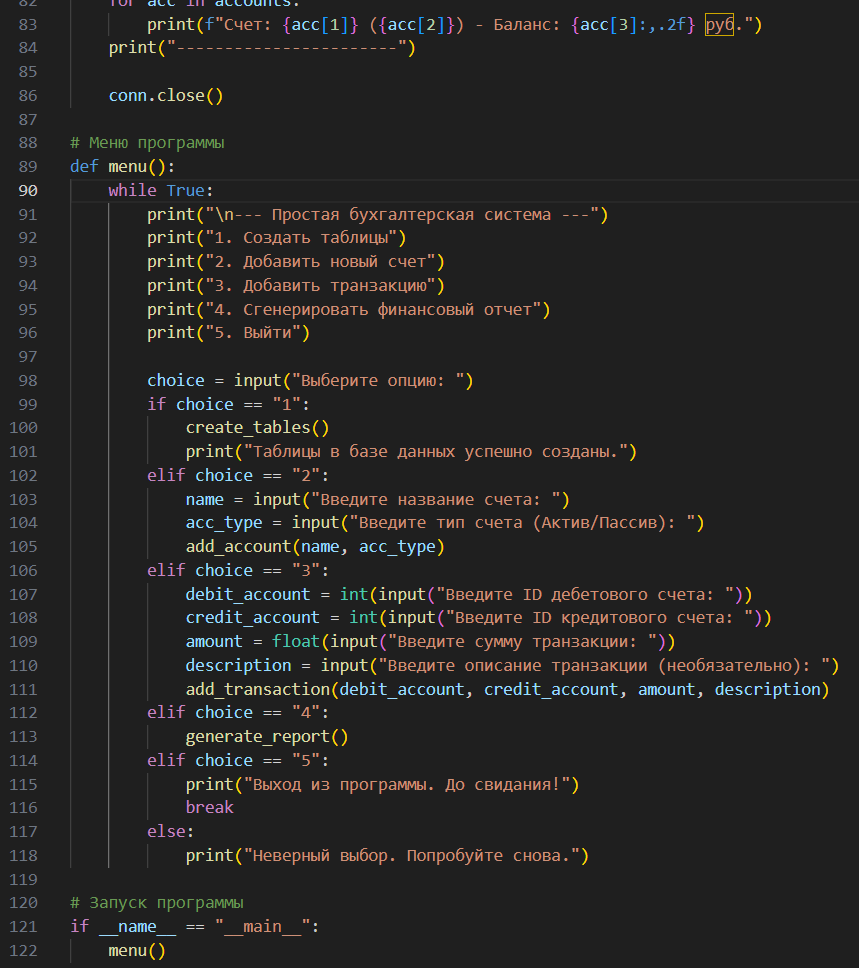 82 for acc in accounts:
83 print(f"Счет: {acc[1]} ({acc[2]}) - Баланс: {acc[3]:,.2f} руб.")
84 print("-----------------------")
85
86 conn.close()
87
88 # Меню программы
89 def menu():
90 while True:
91 print("\n--- Простая бухгалтерская система ---")
92 print("1. Создать таблицы")
93 print("2. Добавить новый счет")
94 print("3. Добавить транзакцию")
95 print("4. Сгенерировать финансовый отчет")
96 print("5. Выйти")
97
98 choice = input("Выберите опцию: ")
99 if choice == "1":
100 create_tables()
101 print("Таблицы в базе данных успешно созданы.")
102 elif choice == "2":
103 name = input("Введите название счета: ")
104 acc_type = input("Введите тип счета (Актив/Пассив): ")
105 add_account(name, acc_type)
106 elif choice == "3":
107 debit_account = int(input("Введите ID дебетового счета: "))
108 credit_account = int(input("Введите ID кредитового счета: "))
109 amount = float(input("Введите сумму транзакции: "))
110 description = input("Введите описание транзакции (необязательно): ")
111 add_transaction(debit_account, credit_account, amount, description)
112 elif choice == "4":
113 generate_report()
114 elif choice == "5":
115 print("Выход из программы. До свидания!")
116 break
117 else:
118 print("Неверный выбор. Попробуйте снова.")
119
120 # Запуск программы
121 if __name__ == "__main__":
122 menu()